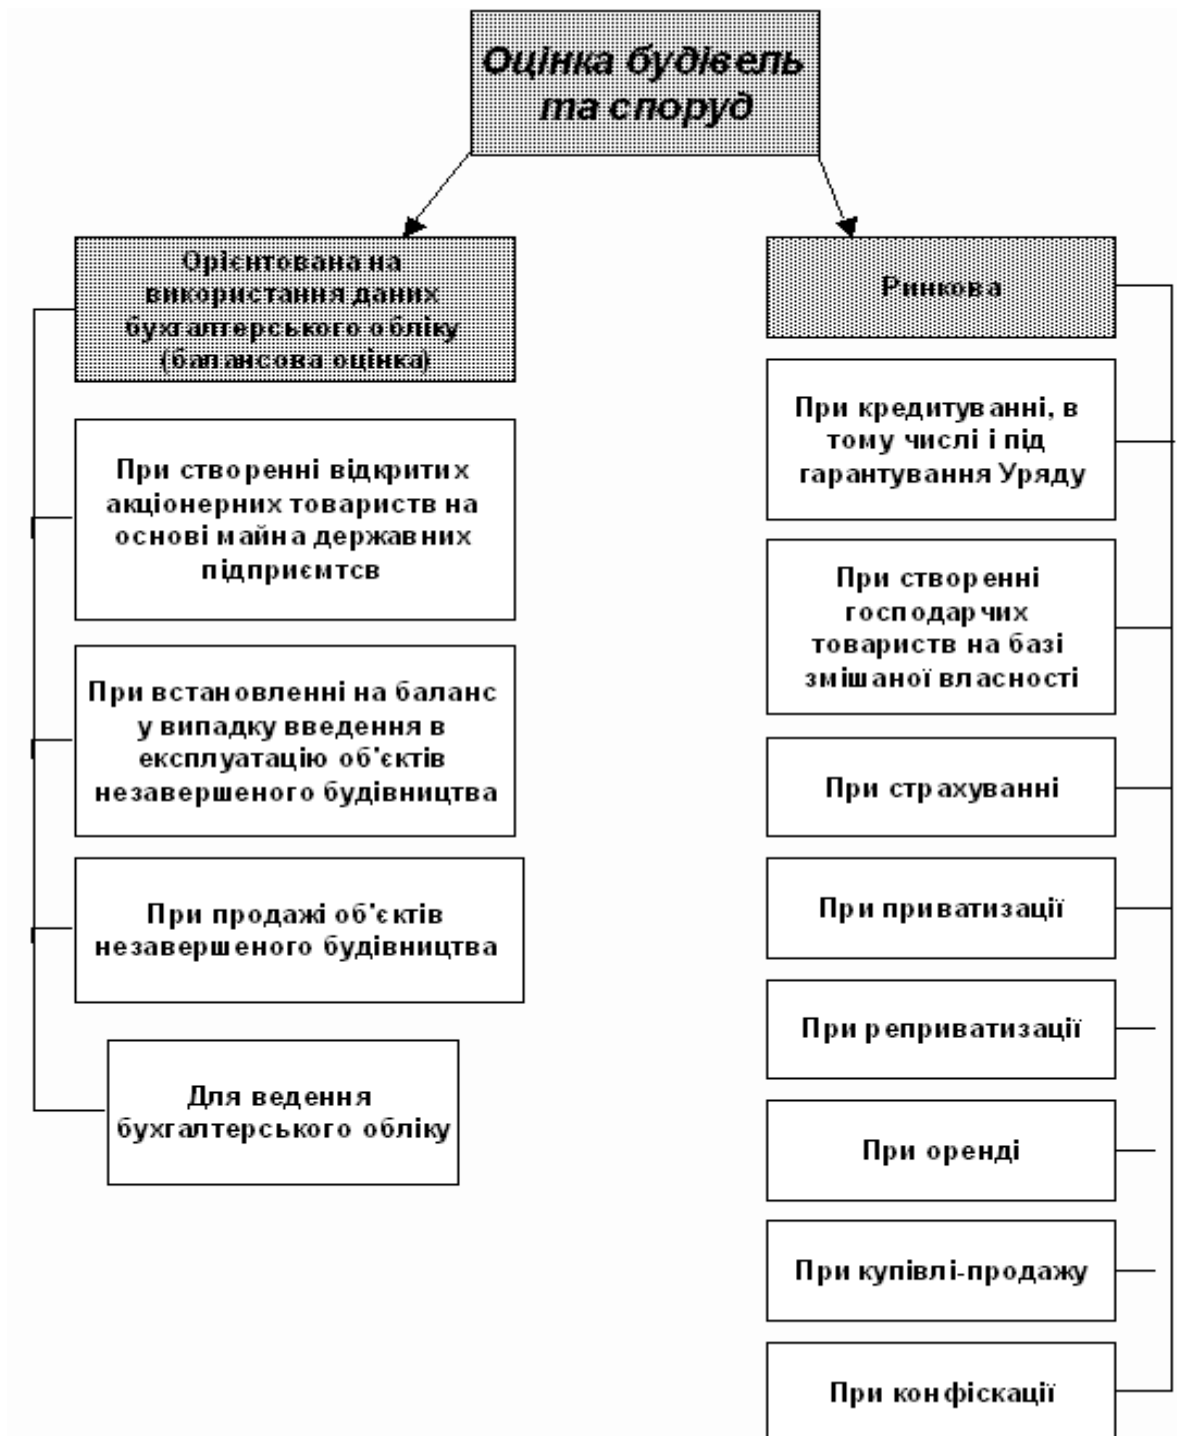 Оцінка будівель
та споруд
Орієнтована на
використання даних
бухгалтерського обліку
(балансова оцінка)
При створенні відкритих
акціонерних товариств на
основі майна державних
підприємтсв
При встановленні на баланс
у випадку введення в
експлуатацію об'єктів
незавершеного будівництва
При продажі об'єктів
незавершеного будівництва
Для ведення
бухгалтерського обліку
Ринкова
При кредитуванні, в
тому числі і під
гарантування Уряду
При створенні
господарчих
товариств на базі
змішаної власності
При страхуванні
При приватизації
При реприватизації
При оренді
При купівлі-продажу
При конфіскації